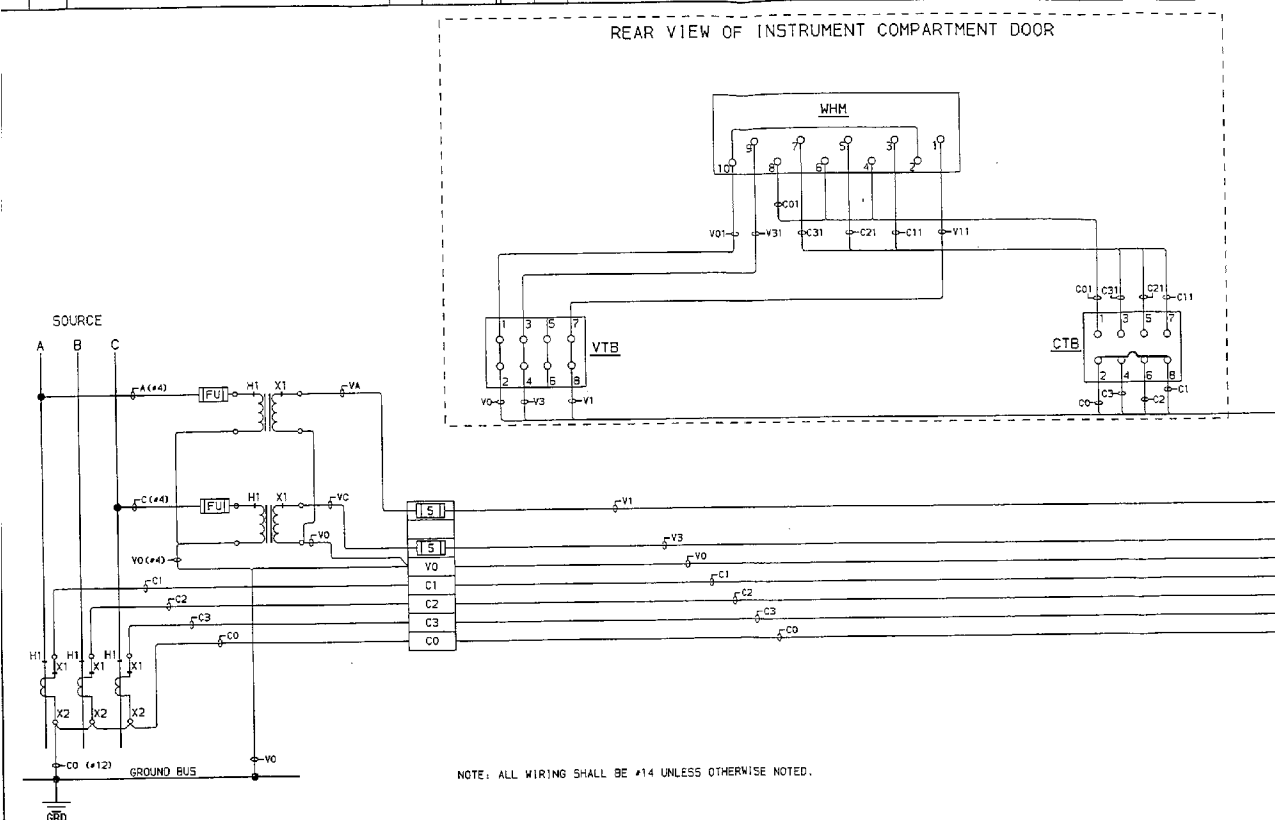 REAR VIEW OF INSTRUMENT COMPARTMENT DOOR
WHM
9 7 5 3 1
10 8 6 4 2
C01
V01 V31 C31 C21 C11 V11
C01 C31 C21 C11
SOURCE
A B C
1 3 5 7
VTB
2 4 6 8
V0 V3 V1
1 3 5 7
CTB
2 4 6 8
C0 C3 C2 C1
A(#4) FU H1 X1 VA
C(#4) FU H1 X1 VC
V0
V0(#4)
S V1
S V3
V0 V0
C1 C1 C1
C2 C2 C2
C3 C3 C3
C0 C0 C0
H1 X1 H1 X1 H1 X1
X2 X2 X2
C0 (#12)
GROUND BUS
V0
NOTE: ALL WIRING SHALL BE #14 UNLESS OTHERWISE NOTED.
GRD